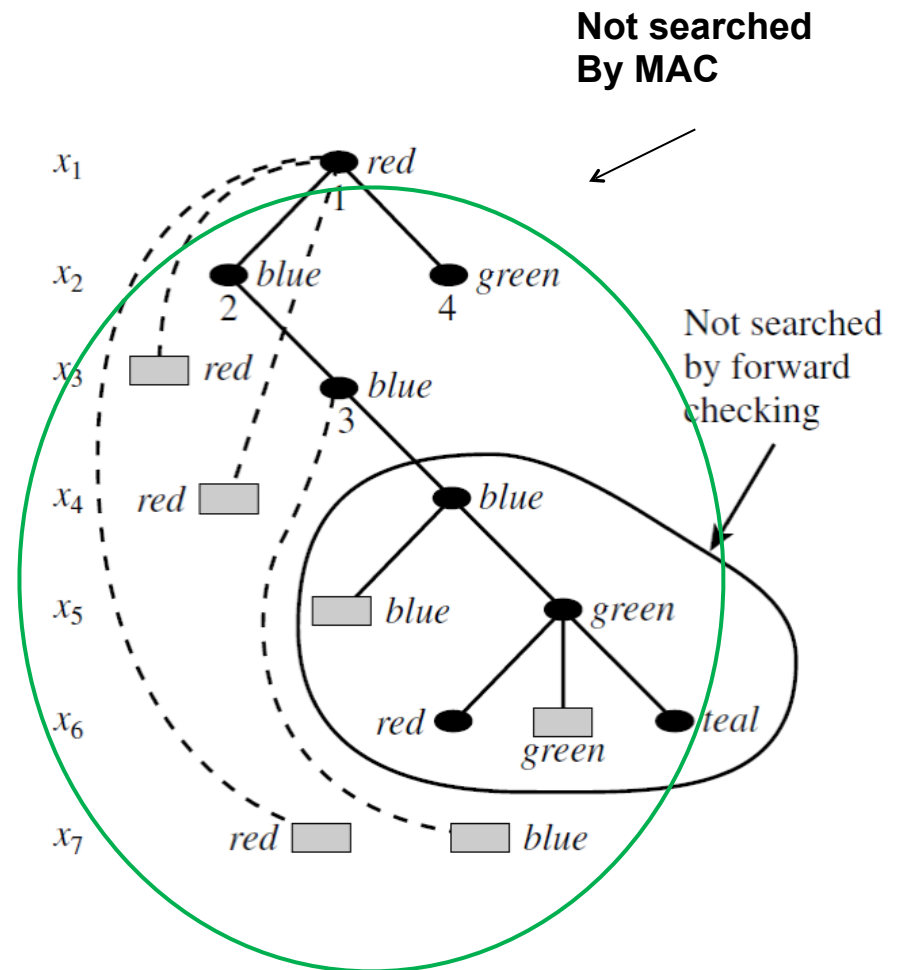 Not searched
By MAC
x1 red
1
x2 blue green
2 4
Not searched
by forward
checking
x3 red blue
3
x4 red blue
x5 blue green
x6 red teal
green
x7 red blue